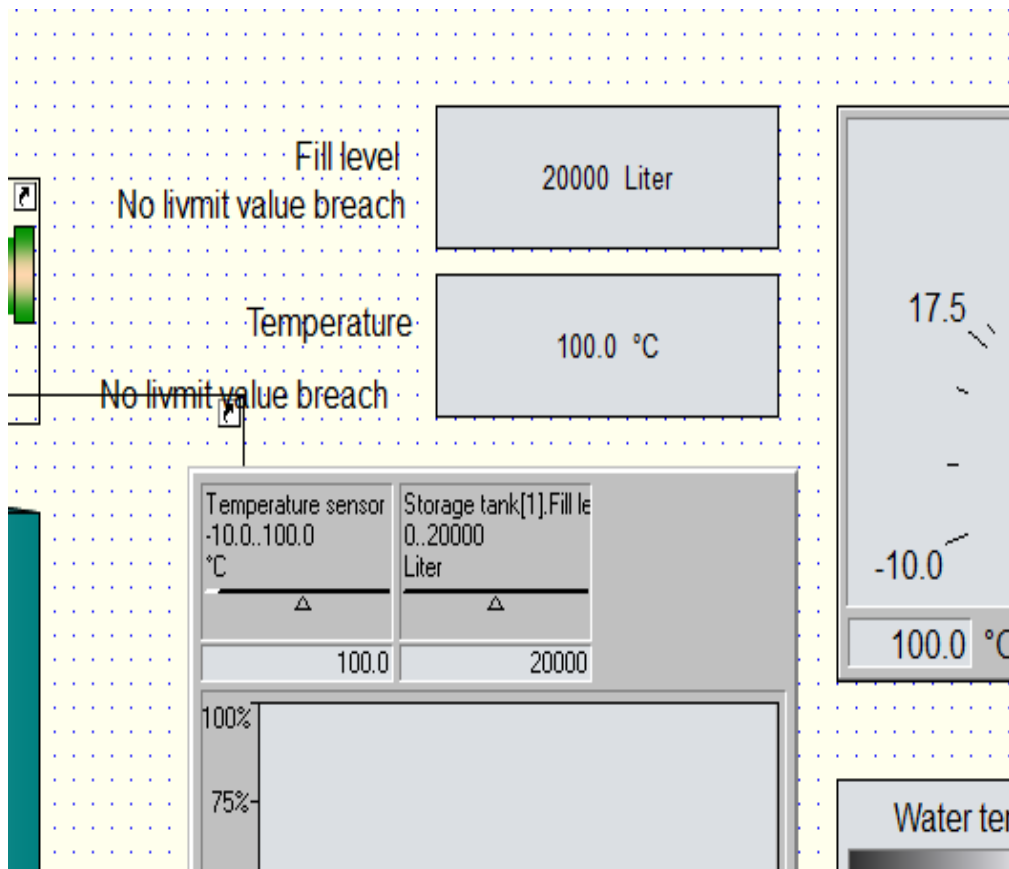 Fill level
No livmit value breach
20000 Liter
Temperature
No livmit value breach
100.0 °C
17.5
-10.0
100.0 °C
Temperature sensor
-10.0..100.0
°C
100.0
Storage tank[1].Fill le
0..20000
Liter
20000
100%
75%
Water ter